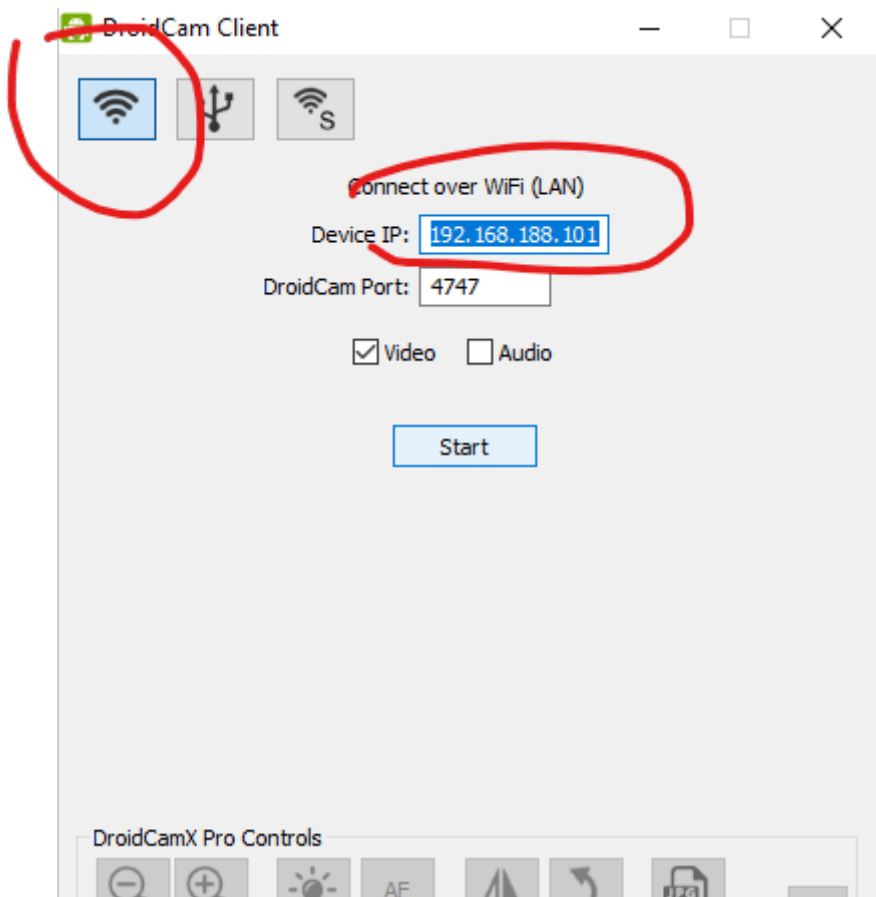 DroidCam Client
S
Connect over WiFi (LAN)
Device IP: 192.168.188.101
DroidCam Port: 4747
Video Audio
Start
DroidCamX Pro Controls
AF
JPG